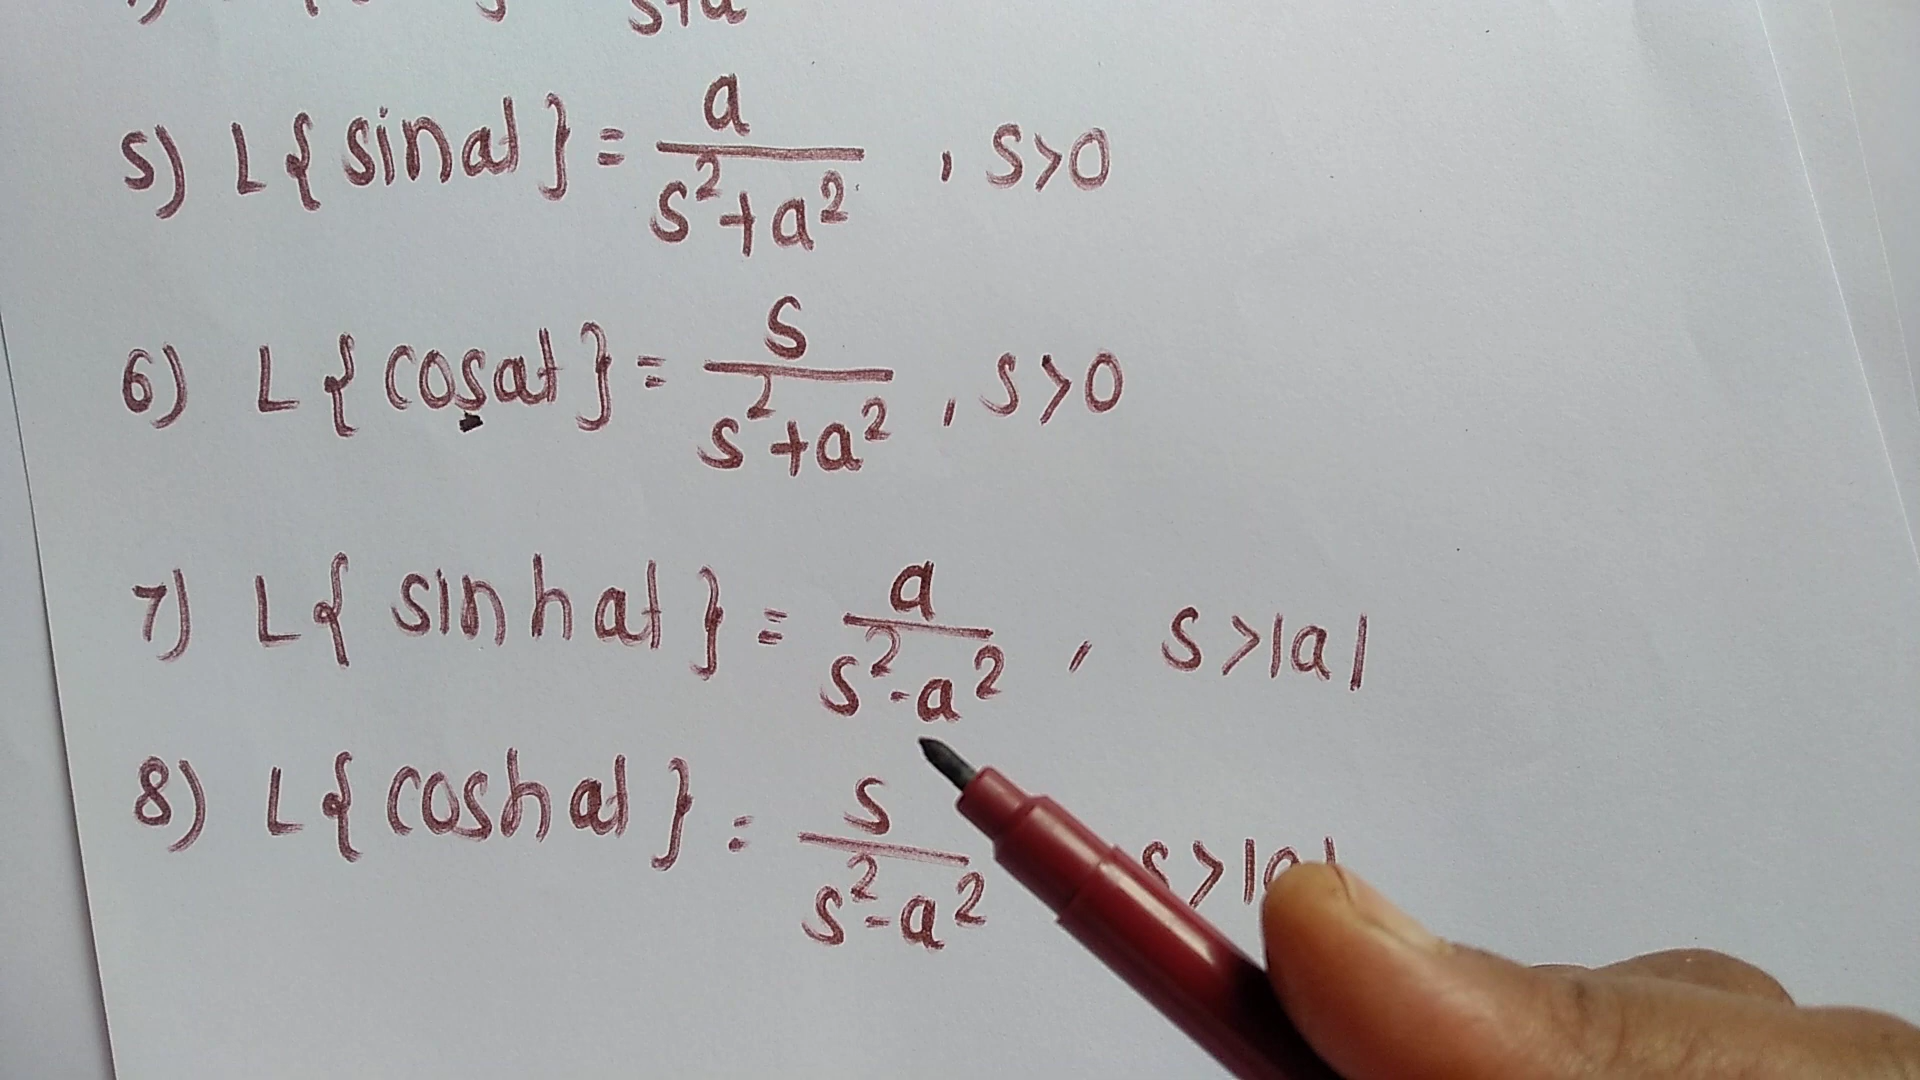 s+a
5) L{sinat} = a/(s²+a²) , s>0
6) L{cosat} = s/(s²+a²) , s>0
7) L{sinhat} = a/(s²-a²) , s>|a|
8) L{coshat} = s/(s²-a²) s>|a|